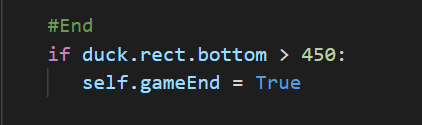 #End
if duck.rect.bottom > 450:
self.gameEnd = True